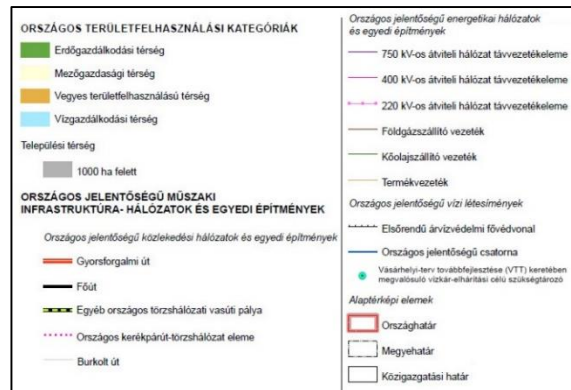 ORSZÁGOS TERÜLETFELHASZNÁLÁSI KATEGÓRIÁK
Erdőgazdálkodási térség
Mezőgazdasági térség
Vegyes területfelhasználású térség
Vízgazdálkodási térség
Települési térség
1000 ha felett
ORSZÁGOS JELENTŐSÉGŰ MŰSZAKI
INFRASTRUKTÚRA- HÁLÓZATOK ÉS EGYEDI ÉPÍTMÉNYEK
Országos jelentőségű közlekedési hálózatok és egyedi építmények
Gyorsforgalmi út
Főút
Egyéb országos törzshálózati vasúti pálya
Országos kerékpárút-törzshálózat eleme
Burkolt út
Országos jelentőségű energetikai hálózatok
és egyedi építmények
750 kV-os átviteli hálózat távvezetékeleme
400 kV-os átviteli hálózat távvezetékeleme
220 kV-os átviteli hálózat távvezetékeleme
Földgázszállító vezeték
Kőolajszállító vezeték
Termékvezeték
Országos jelentőségű vízi létesítmények
Elsőrendű árvízvédelmi fővédvonal
Országos jelentőségű csatorna
Vásárhelyi-terv továbbfejlesztése (VTT) keretében
megvalósuló vízkár-elhárítási célú szükségtározó
Alaptérképi elemek
Országhatár
Megyehatár
Közigazgatási határ